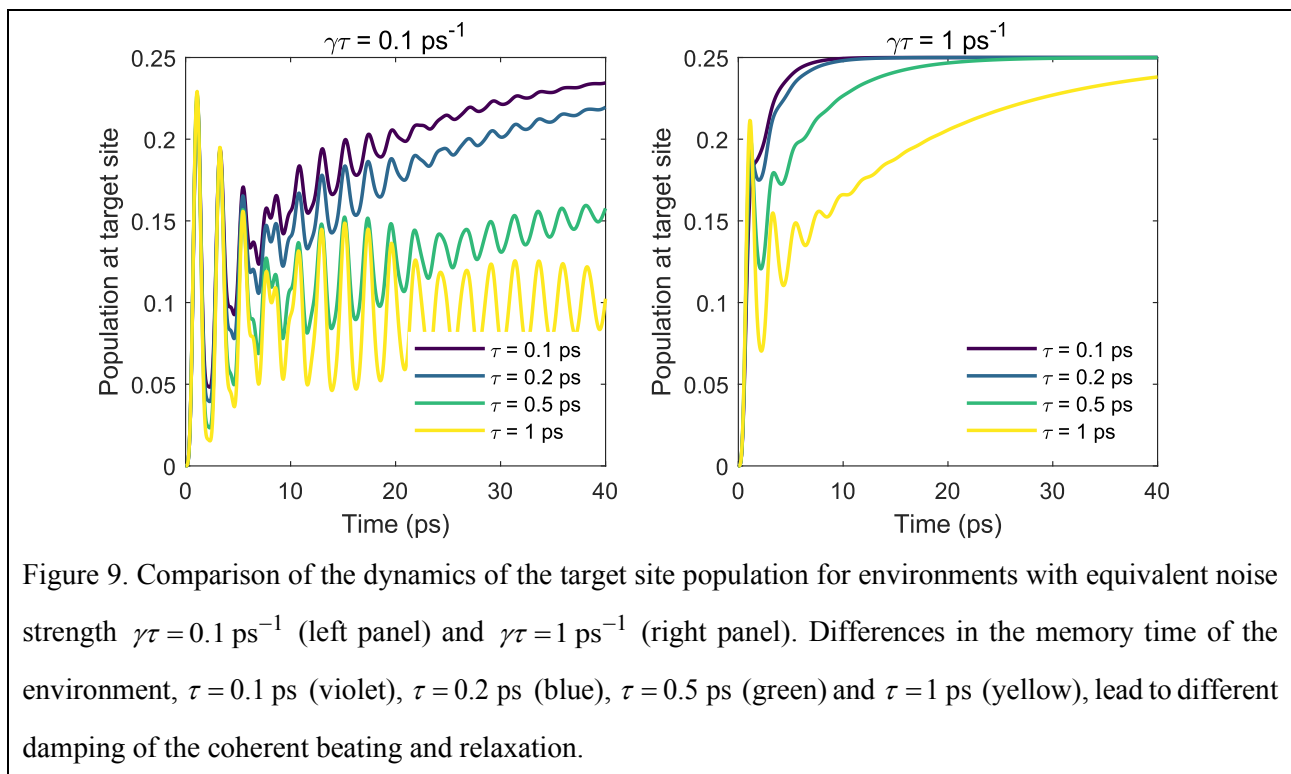 γτ = 0.1 ps⁻¹
0.25
0.2
0.15
0.1
0.05
0
Population at target site
τ = 0.1 ps
τ = 0.2 ps
τ = 0.5 ps
τ = 1 ps
0 10 20 30 40
Time (ps)
γτ = 1 ps⁻¹
0.25
0.2
0.15
0.1
0.05
0
Population at target site
τ = 0.1 ps
τ = 0.2 ps
τ = 0.5 ps
τ = 1 ps
0 10 20 30 40
Time (ps)
Figure 9. Comparison of the dynamics of the target site population for environments with equivalent noise
strength γτ = 0.1 ps⁻¹ (left panel) and γτ = 1 ps⁻¹ (right panel). Differences in the memory time of the
environment, τ = 0.1 ps (violet), τ = 0.2 ps (blue), τ = 0.5 ps (green) and τ = 1 ps (yellow), lead to different
damping of the coherent beating and relaxation.